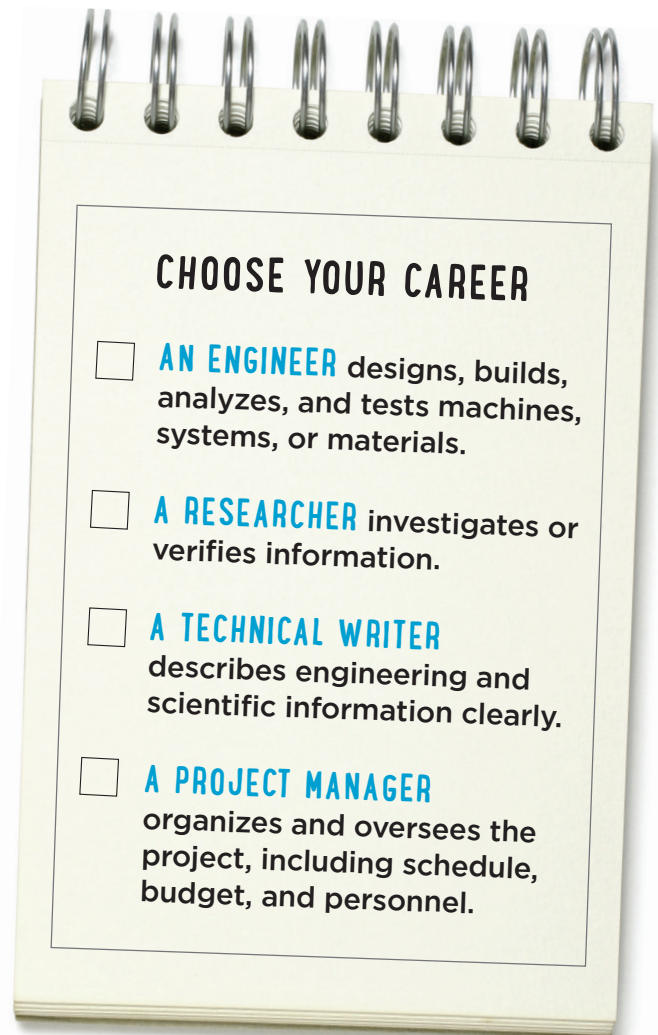 CHOOSE YOUR CAREER
AN ENGINEER designs, builds,
analyzes, and tests machines,
systems, or materials.
A RESEARCHER investigates or
verifies information.
A TECHNICAL WRITER
describes engineering and
scientific information clearly.
A PROJECT MANAGER
organizes and oversees the
project, including schedule,
budget, and personnel.